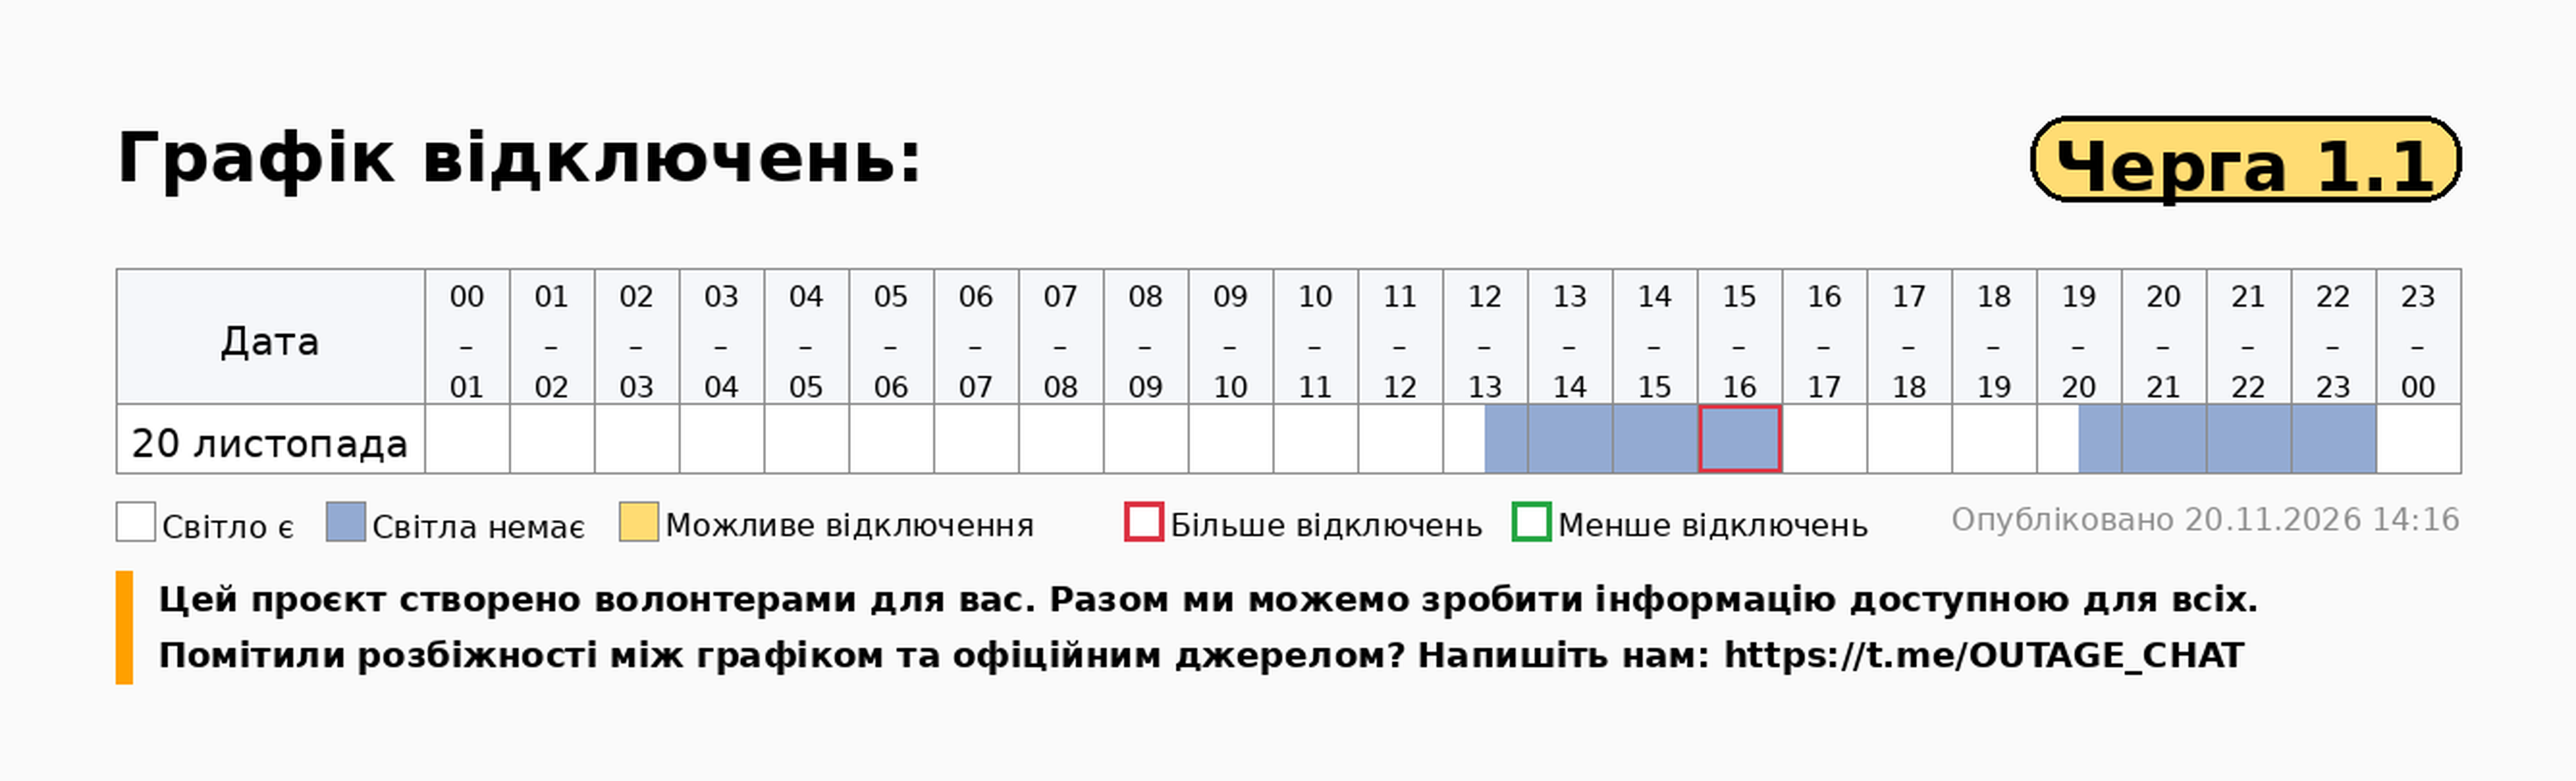 Графік відключень:
Черга 1.1
Дата 00 – 01 01 – 02 02 – 03 03 – 04 04 – 05 05 – 06 06 – 07 07 – 08 08 – 09 09 – 10 10 – 11 11 – 12 12 – 13 13 – 14 14 – 15 15 – 16 16 – 17 17 – 18 18 – 19 19 – 20 20 – 21 21 – 22 22 – 23 23 – 00
20 листопада
Світло є Світла немає Можливе відключення Більше відключень Менше відключень Опубліковано 20.11.2026 14:16
Цей проєкт створено волонтерами для вас. Разом ми можемо зробити інформацію доступною для всіх.
Помітили розбіжності між графіком та офіційним джерелом? Напишіть нам: https://t.me/OUTAGE_CHAT